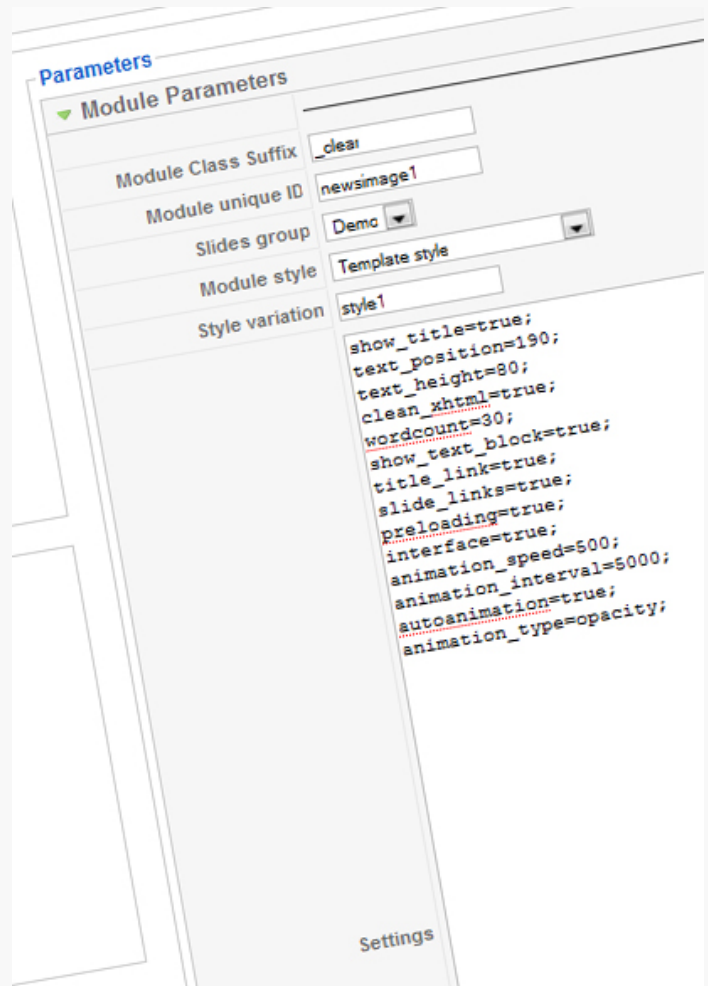 Parameters
Module Parameters
Module Class Suffix _clear
Module unique ID newsimage1
Slides group Demo
Module style Template style
Style variation style1
show_title=true;
text_position=190;
text_height=80;
clean_xhtml=true;
wordcount=30;
show_text_block=true;
title_link=true;
slide_links=true;
preloading=true;
interface=true;
animation_speed=500;
animation_interval=5000;
autoanimation=true;
animation_type=opacity;
Settings